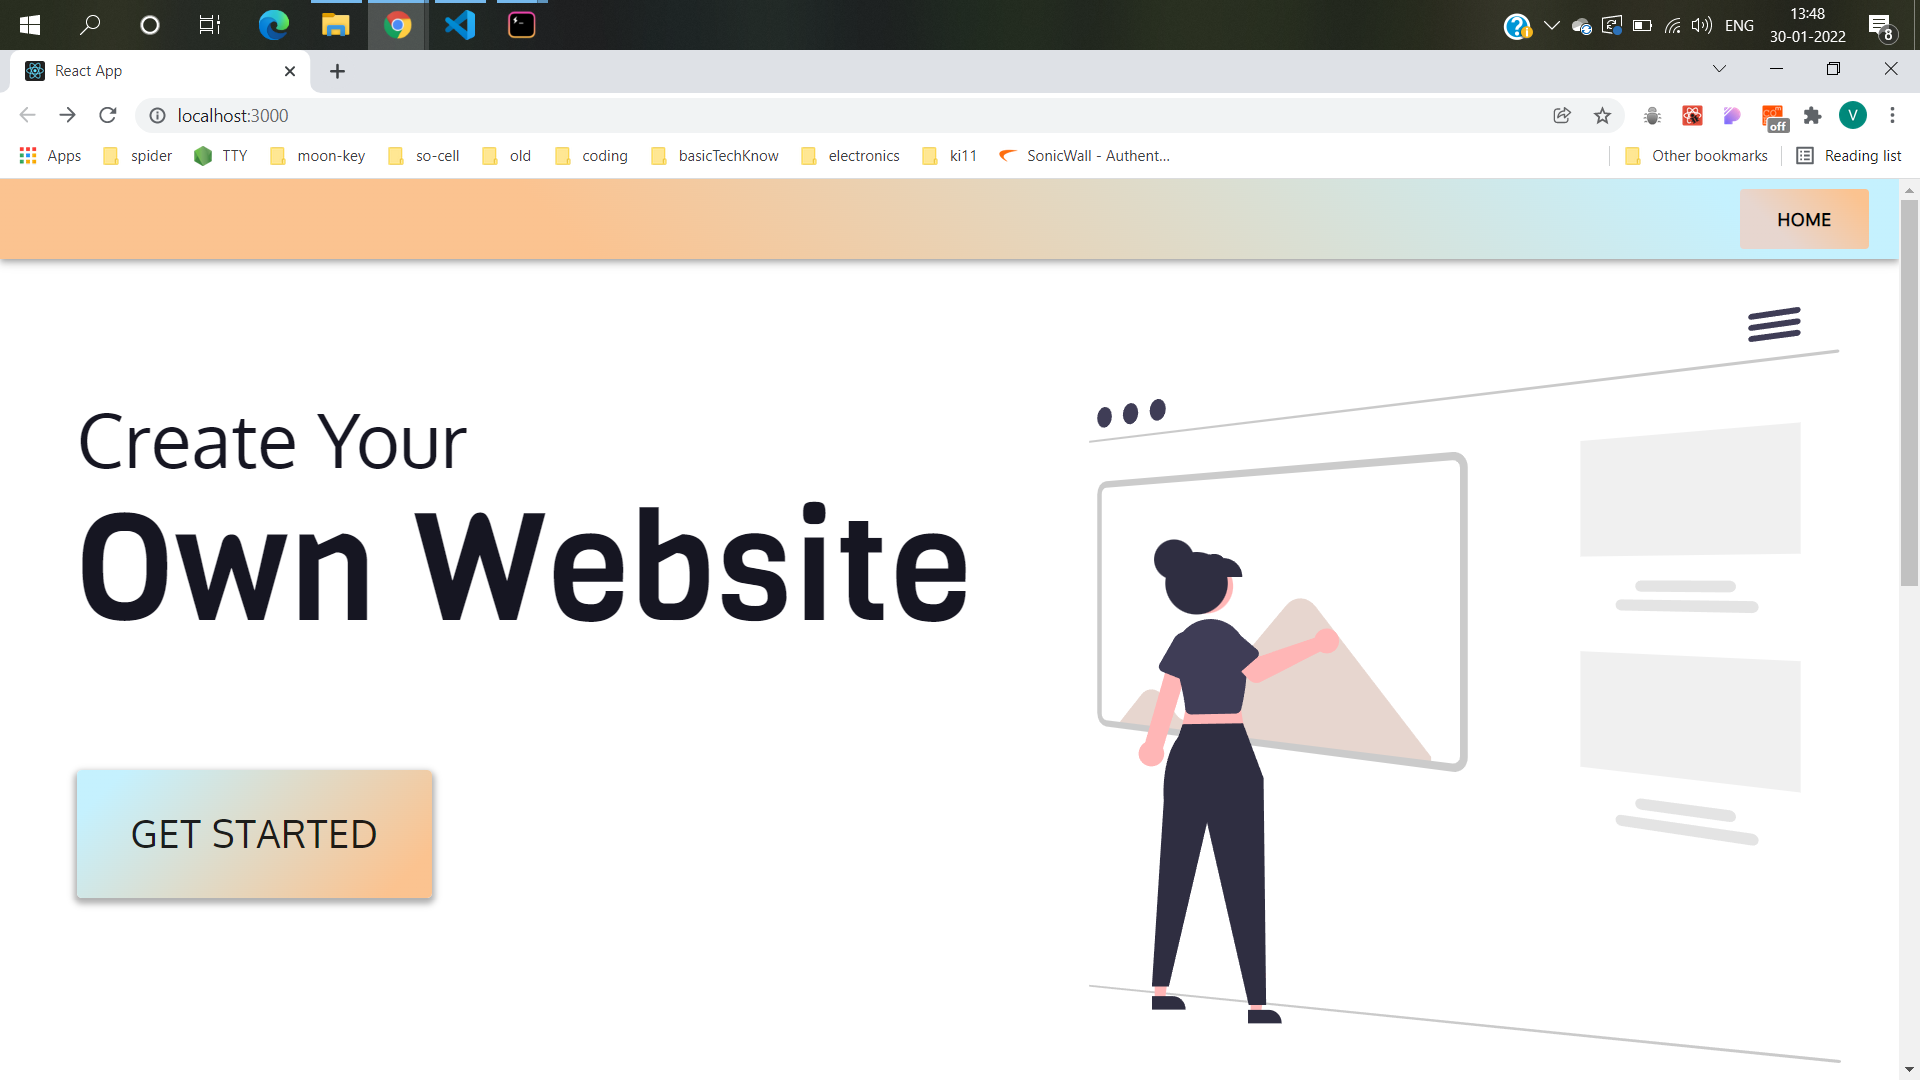 ENG
13:48
30-01-2022
8
React App
localhost:3000
off
V
Apps
spider
TTY
moon-key
so-cell
old
coding
basicTechKnow
electronics
ki11
SonicWall - Authent...
Other bookmarks
Reading list
HOME
Create Your
Own Website
GET STARTED